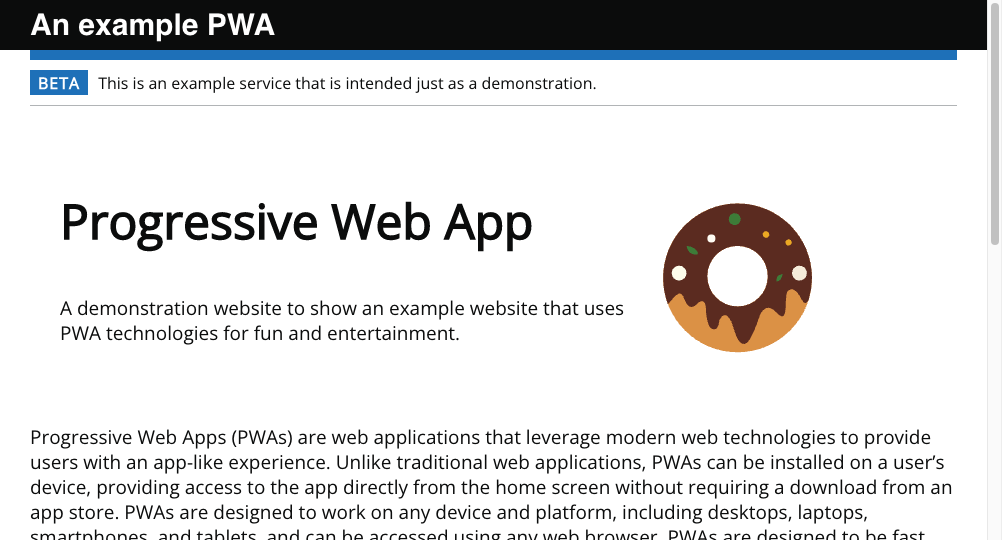 An example PWA
BETA This is an example service that is intended just as a demonstration.
Progressive Web App
A demonstration website to show an example website that uses
PWA technologies for fun and entertainment.
Progressive Web Apps (PWAs) are web applications that leverage modern web technologies to provide
users with an app-like experience. Unlike traditional web applications, PWAs can be installed on a user’s
device, providing access to the app directly from the home screen without requiring a download from an
app store. PWAs are designed to work on any device and platform, including desktops, laptops,
smartphones, and tablets, and can be accessed using any web browser. PWAs are designed to be fast,